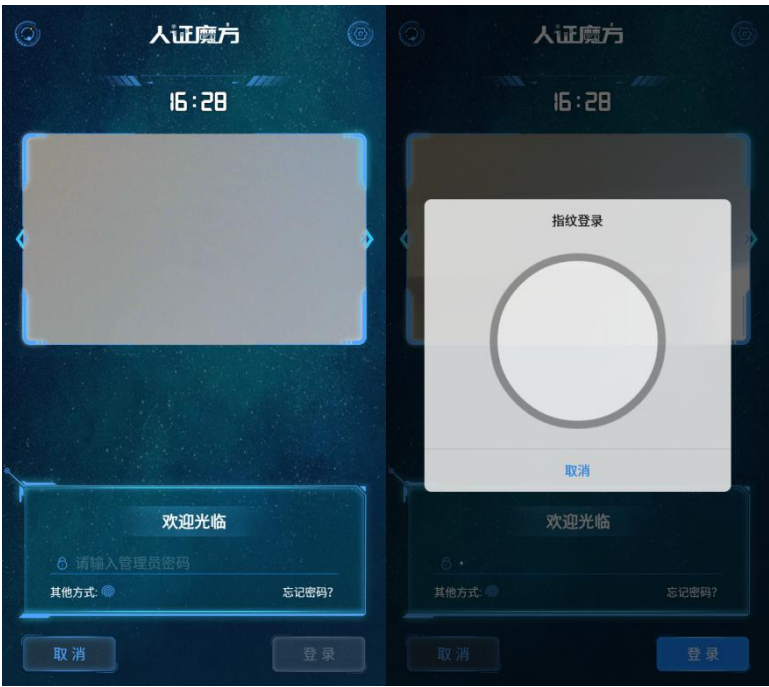 人证魔方
16:28
欢迎光临
请输入管理员密码
其他方式:
忘记密码?
取消
登录
人证魔方
16:28
指纹登录
取消
欢迎光临
•
其他方式:
忘记密码?
取消
登录